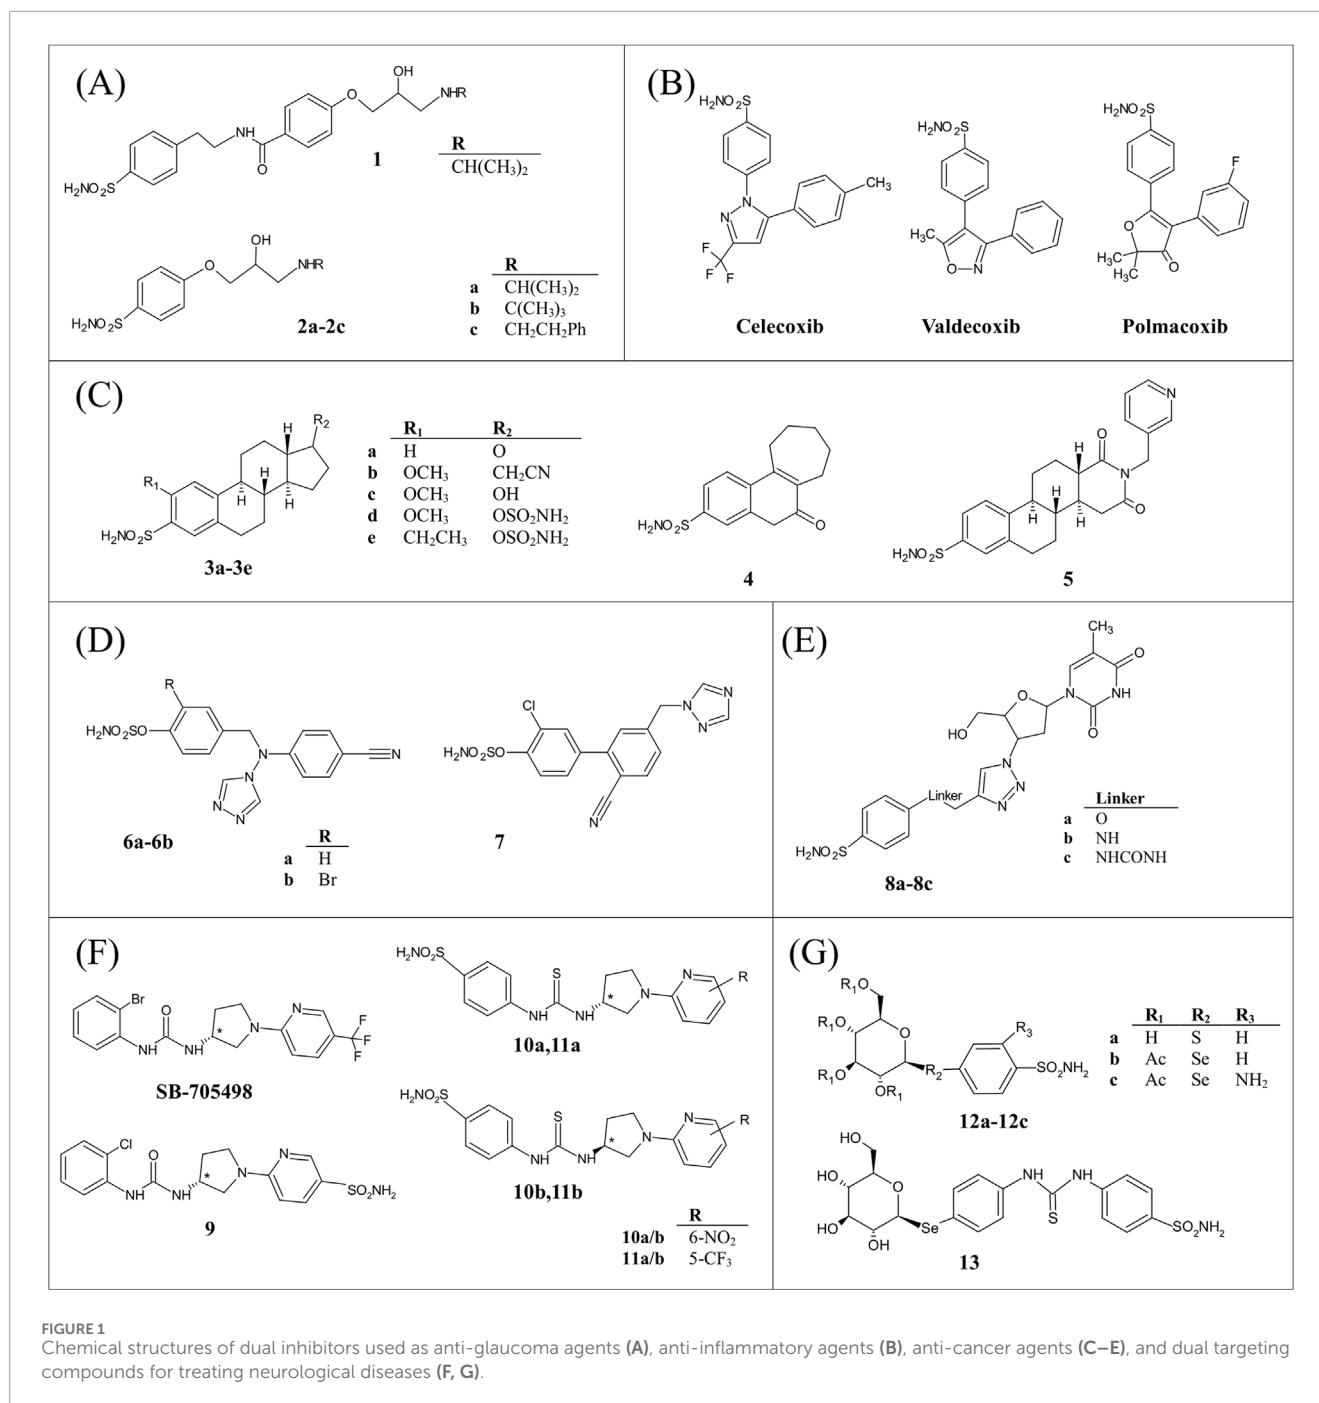 (A)
OH
O
NHR
NH
O
H₂NO₂S
1
R
CH(CH₃)₂
OH
O
NHR
H₂NO₂S
2a-2c
R
a CH(CH₃)₂
b C(CH₃)₃
c CH₂CH₂Ph
(B)
H₂NO₂S
CH₃
N
N
F
F
F
Celecoxib
H₂NO₂S
H₃C
O
N
Valdecoxib
H₂NO₂S
F
O
H₃C
H₃C
O
Polmacoxib
(C)
R₂
H
H
R₁
H
H
H₂NO₂S
3a-3e
R₁ R₂
a H O
b OCH₃ CH₂CN
c OCH₃ OH
d OCH₃ OSO₂NH₂
e CH₂CH₃ OSO₂NH₂
H₂NO₂S
O
4
N
O
H
N
H
O
H
H
H₂NO₂S
5
(D)
R
H₂NO₂SO
N
N
N
N
N
6a-6b
R
a H
b Br
Cl
H₂NO₂SO
N
N
N
N
7
(E)
CH₃
O
N
NH
O
O
HO
N
N
N
Linker
H₂NO₂S
8a-8c
Linker
a O
b NH
c NHCONH
(F)
Br
O
NH
NH
*
N
N
F
F
F
SB-705498
Cl
O
NH
NH
*
N
N
SO₂NH₂
9
H₂NO₂S
S
NH
NH
*
N
N
R
10a,11a
H₂NO₂S
S
NH
NH
*
N
N
R
10b,11b
R
10a/b 6-NO₂
11a/b 5-CF₃
(G)
R₁O
R₁O
O
R₃
R₁O
R₂
OR₁
SO₂NH₂
12a-12c
R₁ R₂ R₃
a H S H
b Ac Se H
c Ac Se NH₂
HO
HO
O
HO
OH
Se
NH
NH
S
SO₂NH₂
13
FIGURE 1
Chemical structures of dual inhibitors used as anti-glaucoma agents (A), anti-inflammatory agents (B), anti-cancer agents (C–E), and dual targeting
compounds for treating neurological diseases (F, G).